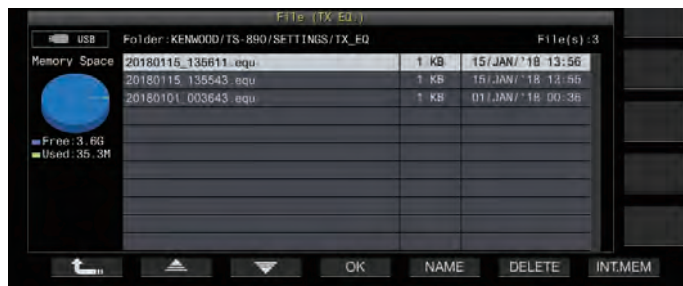 File (TX EQ.)
USB Folder:KENWOOD/TS-890/SETTINGS/TX_EQ File(s):3
Memory Space
20180115_135611.equ 1 KB 15/JAN/'18 13:56
20180115_135543.equ 1 KB 15/JAN/'18 13:55
20180101_003643.equ 1 KB 01/JAN/'18 00:36
Free:3.6G
Used:35.3M
OK NAME DELETE INT.MEM